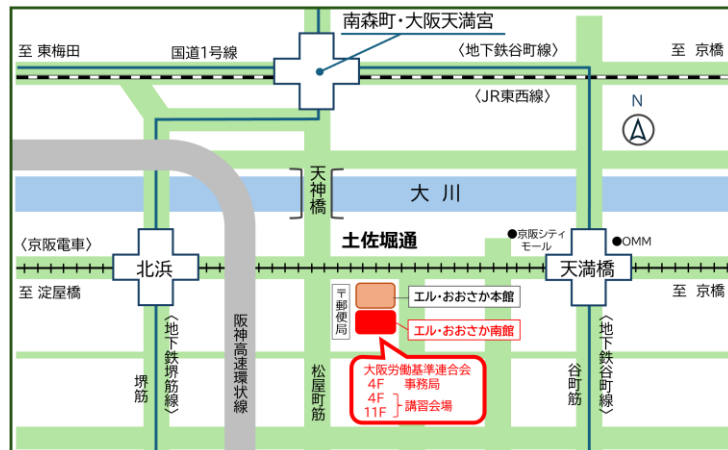 南森町・大阪天満宮
至 東梅田
国道1号線
〈地下鉄谷町線〉
至 京橋
〈JR東西線〉
N
天神橋
大川
土佐堀通
●京阪シティ
モール
●OMM
〈京阪電車〉
北浜
天満橋
至 淀屋橋
至 京橋
〒郵便局
エル・おおさか本館
エル・おおさか南館
大阪労働基準連合会
4F 事務局
4F
11F
講習会場
堺筋
〈地下鉄堺筋線〉
阪神高速環状線
松屋町筋
谷町筋
〈地下鉄谷町線〉